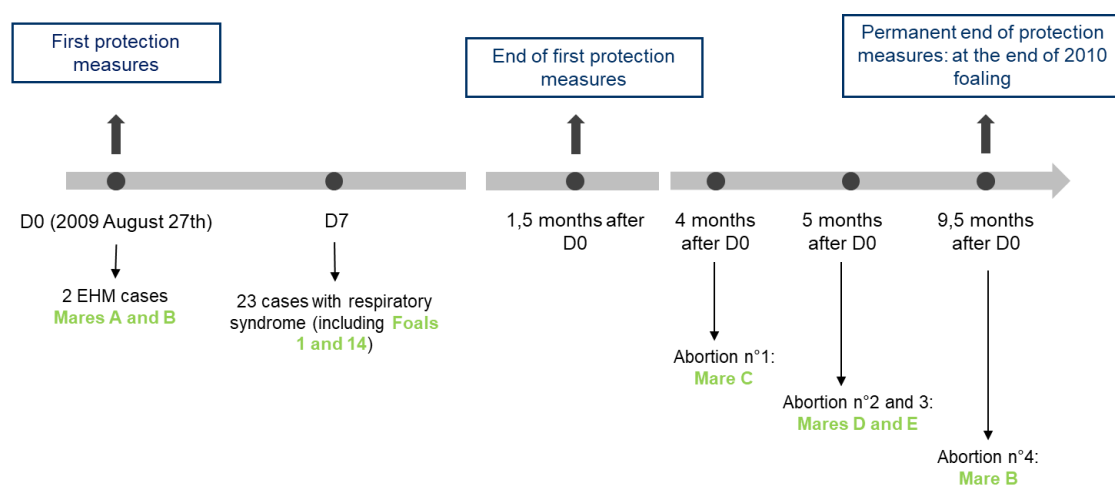 First protection
measures
End of first protection
measures
Permanent end of protection
measures: at the end of 2010
foaling
D0 (2009 August 27th)
D7
1,5 months after
D0
4 months
after D0
5 months
after D0
9,5 months
after D0
2 EHM cases
Mares A and B
23 cases with respiratory
syndrome (including Foals
1 and 14)
Abortion n°1:
Mare C
Abortion n°2 and 3:
Mares D and E
Abortion n°4:
Mare B